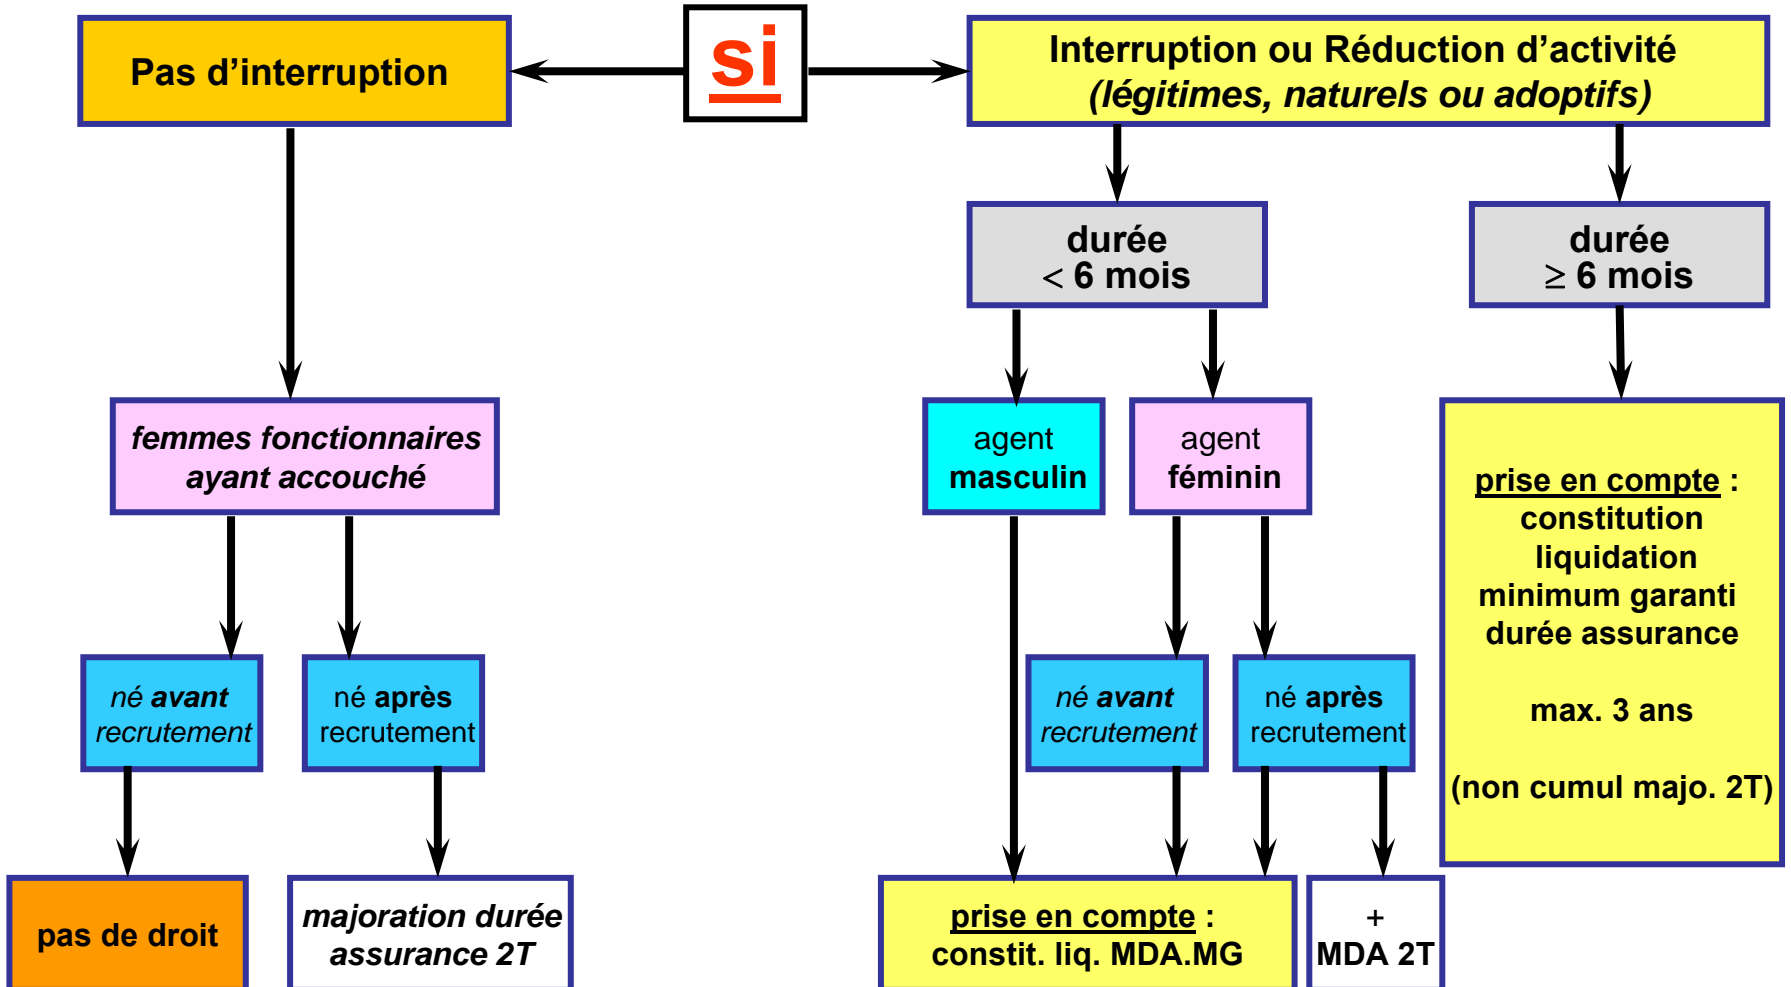 Pas d’interruption
si
Interruption ou Réduction d’activité
(légitimes, naturels ou adoptifs)
durée
< 6 mois
durée
≥ 6 mois
femmes fonctionnaires
ayant accouché
agent
masculin
agent
féminin
prise en compte :
constitution
liquidation
minimum garanti
durée assurance
max. 3 ans
(non cumul majo. 2T)
né avant
recrutement
né après
recrutement
né avant
recrutement
né après
recrutement
pas de droit
majoration durée
assurance 2T
prise en compte :
constit. liq. MDA.MG
+
MDA 2T